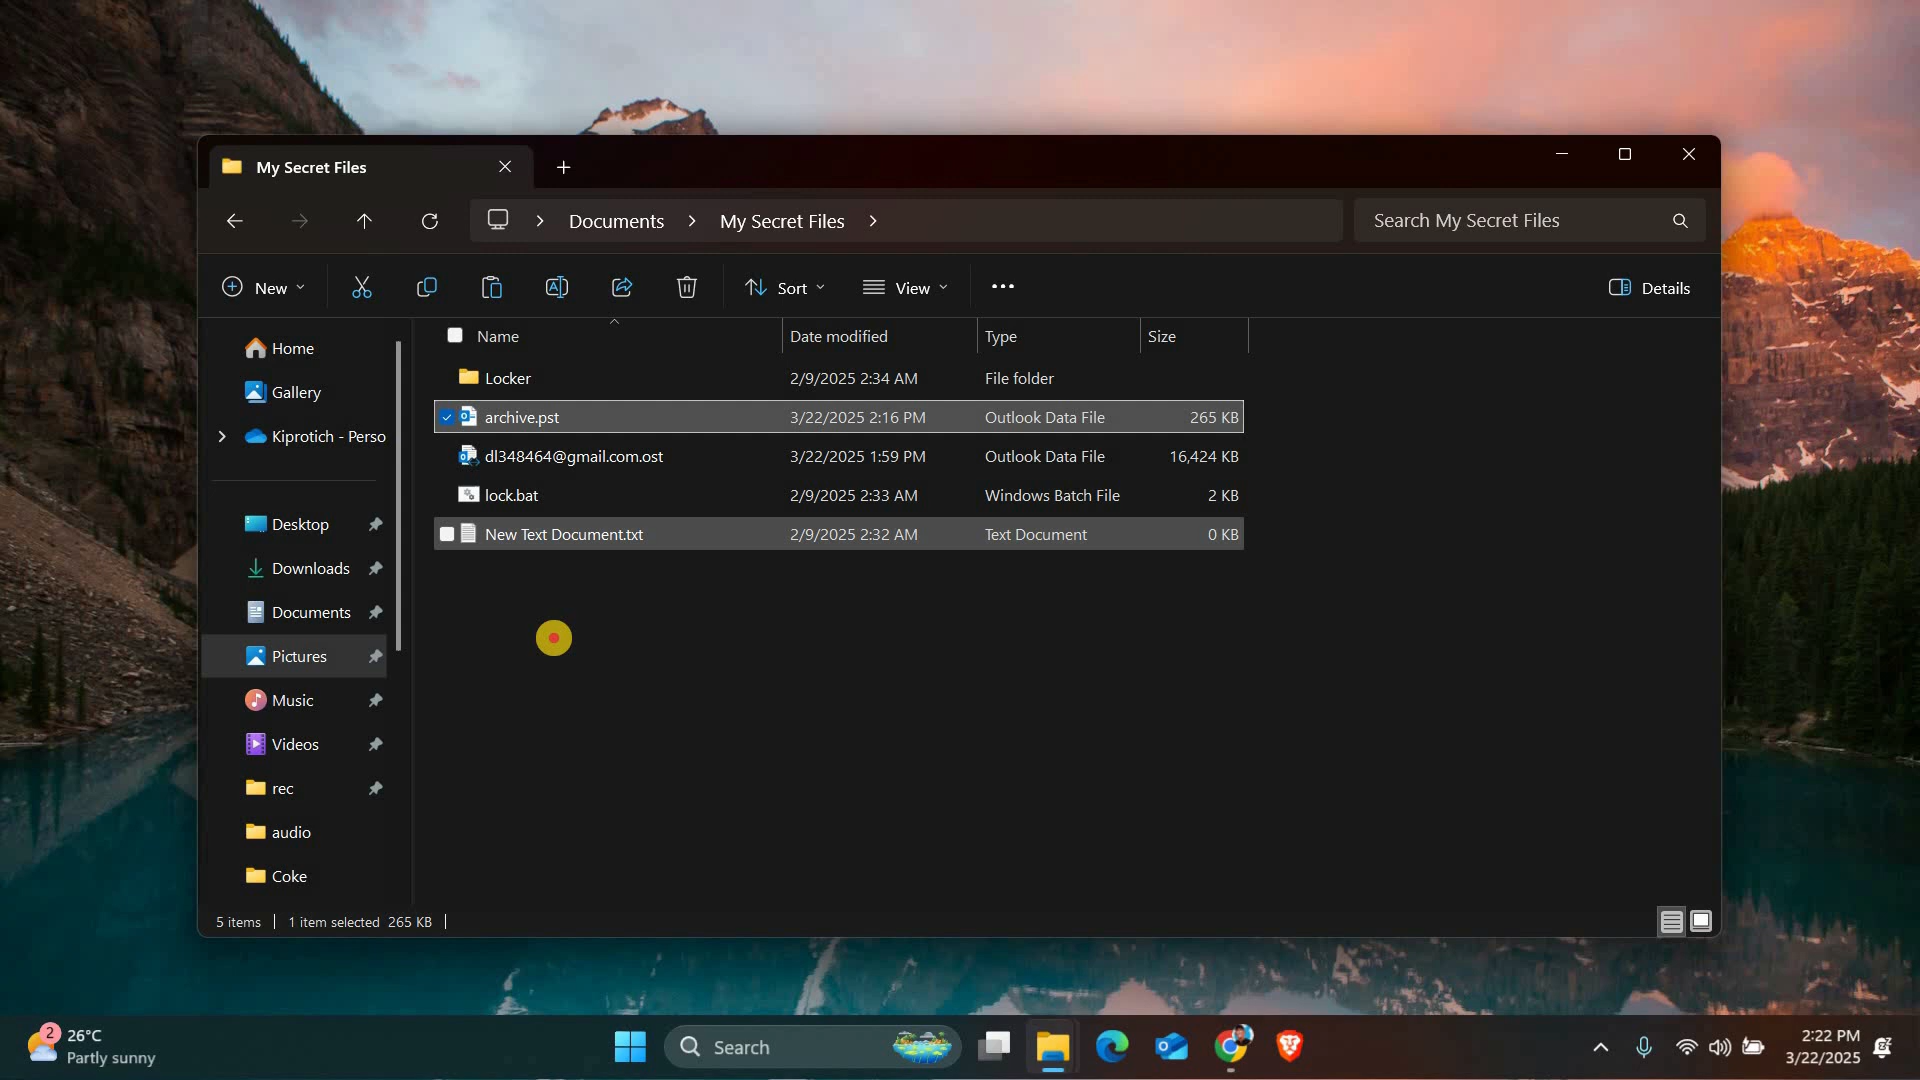 My Secret Files
Documents
My Secret Files
Search My Secret Files
New
Sort
View
Details
Home
Gallery
Kiprotich - Perso
Desktop
Downloads
Documents
Pictures
Music
Videos
rec
audio
Coke
Name Date modified Type Size
Locker 2/9/2025 2:34 AM File folder
archive.pst 3/22/2025 2:16 PM Outlook Data File 265 KB
dl348464@gmail.com.ost 3/22/2025 1:59 PM Outlook Data File 16,424 KB
lock.bat 2/9/2025 2:33 AM Windows Batch File 2 KB
New Text Document.txt 2/9/2025 2:32 AM Text Document 0 KB
5 items 1 item selected 265 KB
2
26°C
Partly sunny
Search
2:22 PM
3/22/2025